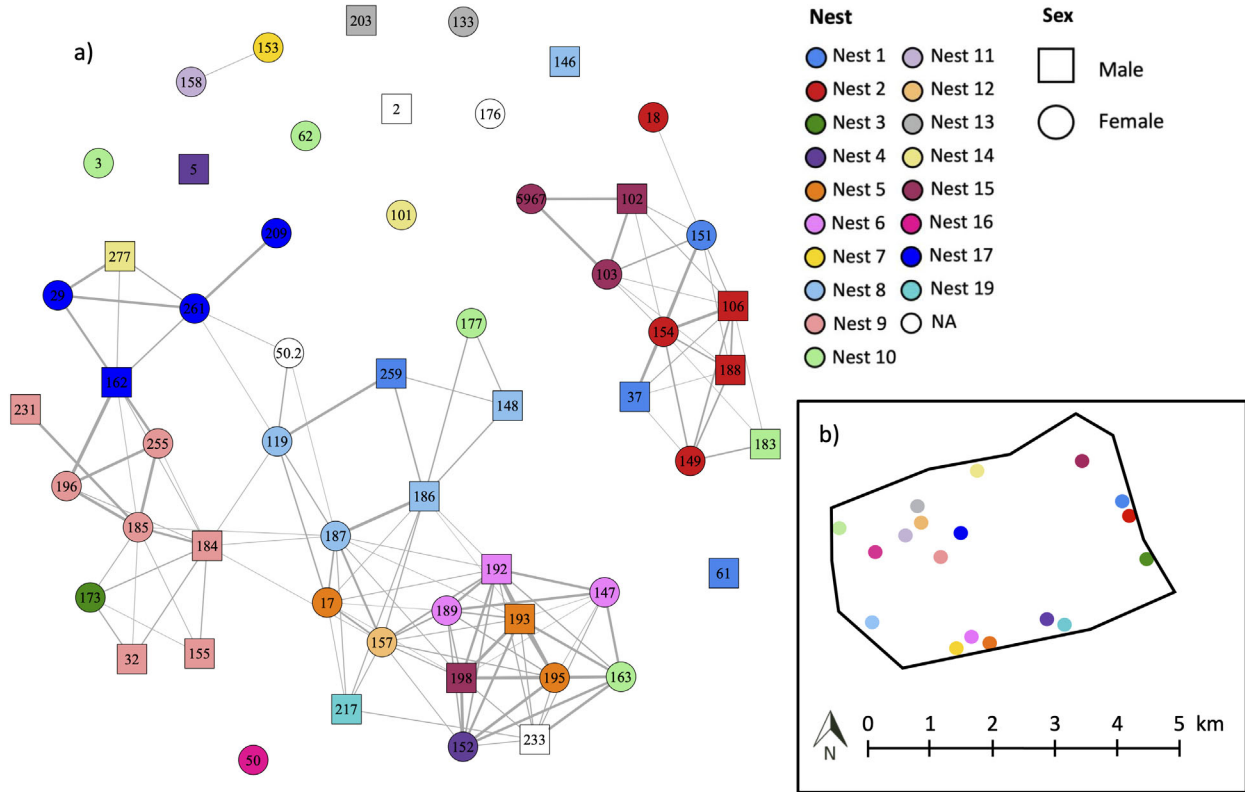 a)
203
133
153
158
146
2
176
18
62
3
5
5967
102
101
209
151
277
103
29
261
106
177
154
50.2
259
188
162
37
148
231
119
255
183
149
196
186
185
187
184
192
61
147
173
17
189
193
157
32
155
198
195
163
217
233
152
50
Nest
Nest 1
Nest 2
Nest 3
Nest 4
Nest 5
Nest 6
Nest 7
Nest 8
Nest 9
Nest 10
Nest 11
Nest 12
Nest 13
Nest 14
Nest 15
Nest 16
Nest 17
Nest 19
NA
Sex
Male
Female
b)
0 1 2 3 4 5 km
N